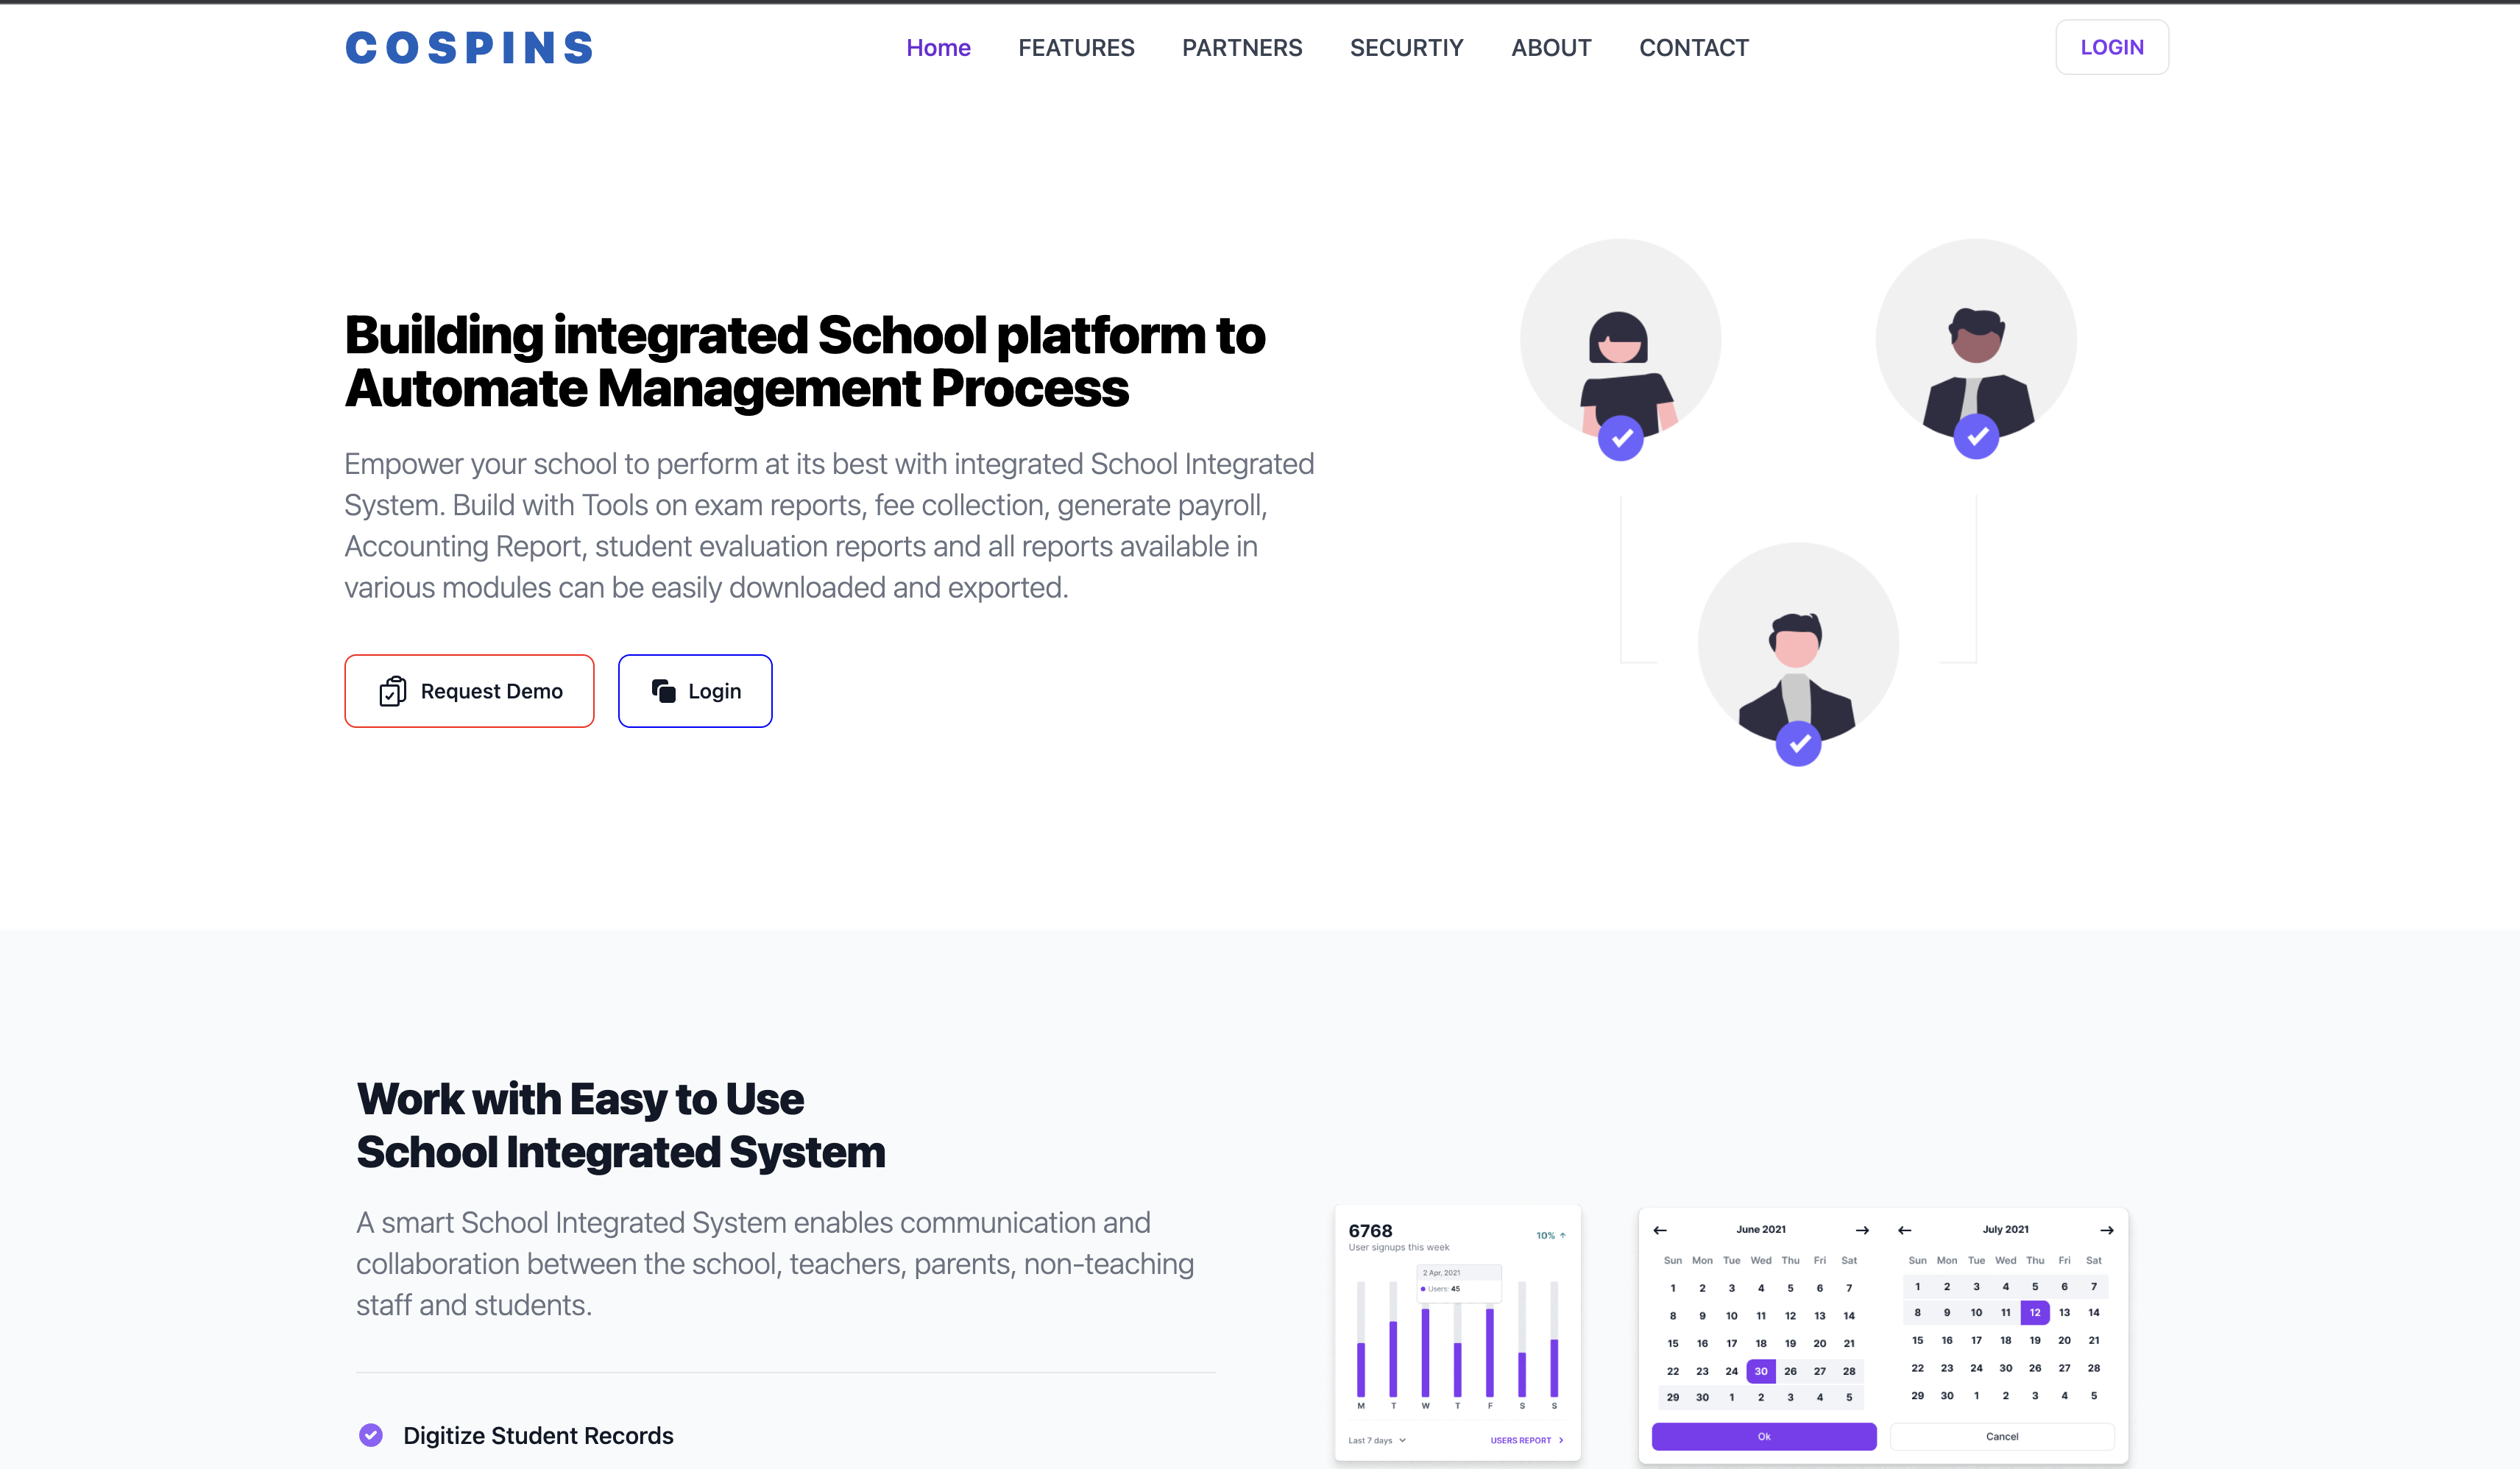 COSPINS
Home FEATURES PARTNERS SECURTIY ABOUT CONTACT
LOGIN
Building integrated School platform to
Automate Management Process
Empower your school to perform at its best with integrated School Integrated
System. Build with Tools on exam reports, fee collection, generate payroll,
Accounting Report, student evaluation reports and all reports available in
various modules can be easily downloaded and exported.
Request Demo
Login
Work with Easy to Use
School Integrated System
A smart School Integrated System enables communication and
collaboration between the school, teachers, parents, non-teaching
staff and students.
Digitize Student Records
6768
10%
User signups this week
2 Apr, 2021
Users: 45
M T W T F S S
Last 7 days
USERS REPORT
June 2021
Sun Mon Tue Wed Thu Fri Sat
1 2 3 4 5 6 7
8 9 10 11 12 13 14
15 16 17 18 19 20 21
22 23 24 30 26 27 28
29 30 1 2 3 4 5
July 2021
Sun Mon Tue Wed Thu Fri Sat
1 2 3 4 5 6 7
8 9 10 11 12 13 14
15 16 17 18 19 20 21
22 23 24 30 26 27 28
29 30 1 2 3 4 5
Ok
Cancel